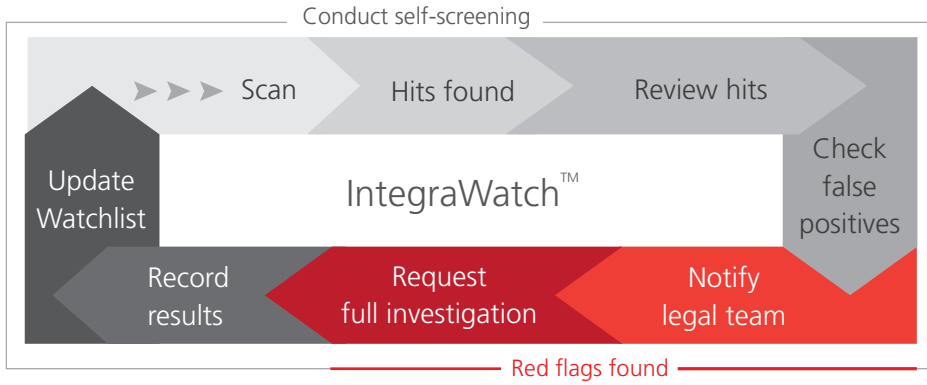 Conduct self-screening
Scan
Hits found
Review hits
Check
false
positives
IntegraWatch™
Update
Watchlist
Record
results
Request
full investigation
Notify
legal team
Red flags found